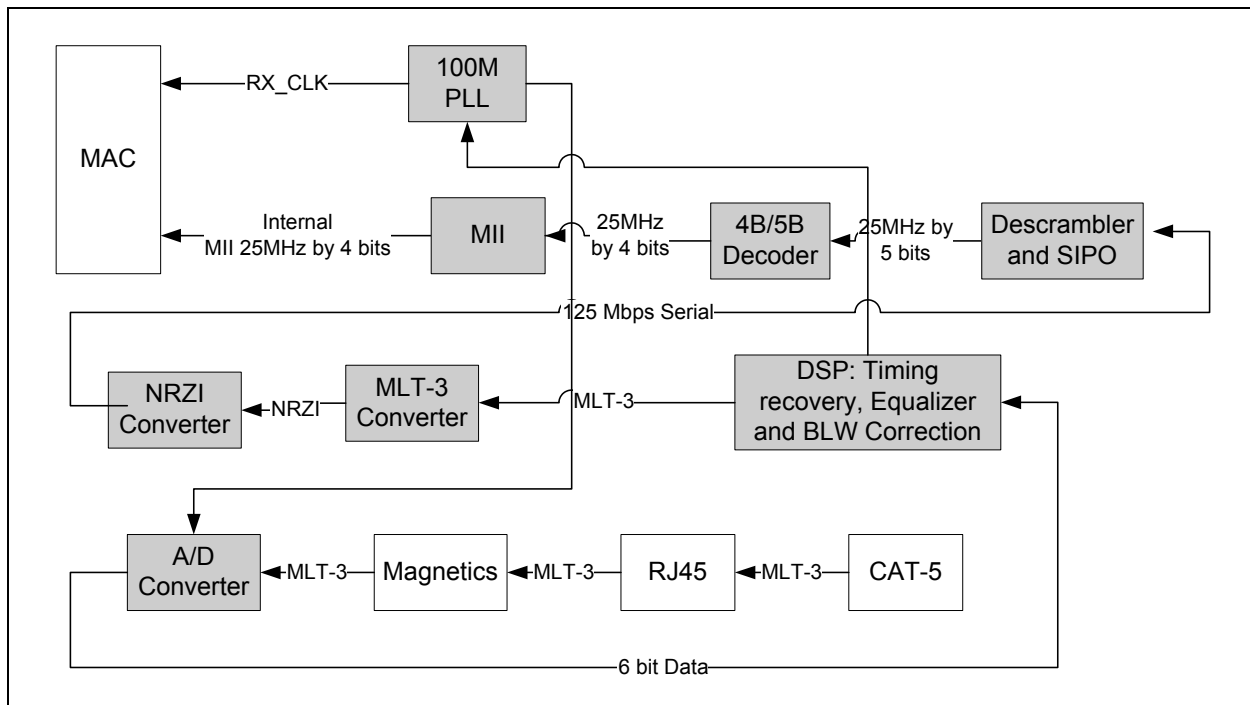 100M
PLL
RX_CLK
MAC
Internal
MII 25MHz by 4 bits
MII
25MHz
by 4 bits
4B/5B
Decoder
25MHz by
5 bits
Descrambler
and SIPO
125 Mbps Serial
NRZI
Converter
NRZI
MLT-3
Converter
MLT-3
DSP: Timing
recovery, Equalizer
and BLW Correction
A/D
Converter
MLT-3
Magnetics
MLT-3
RJ45
MLT-3
CAT-5
6 bit Data